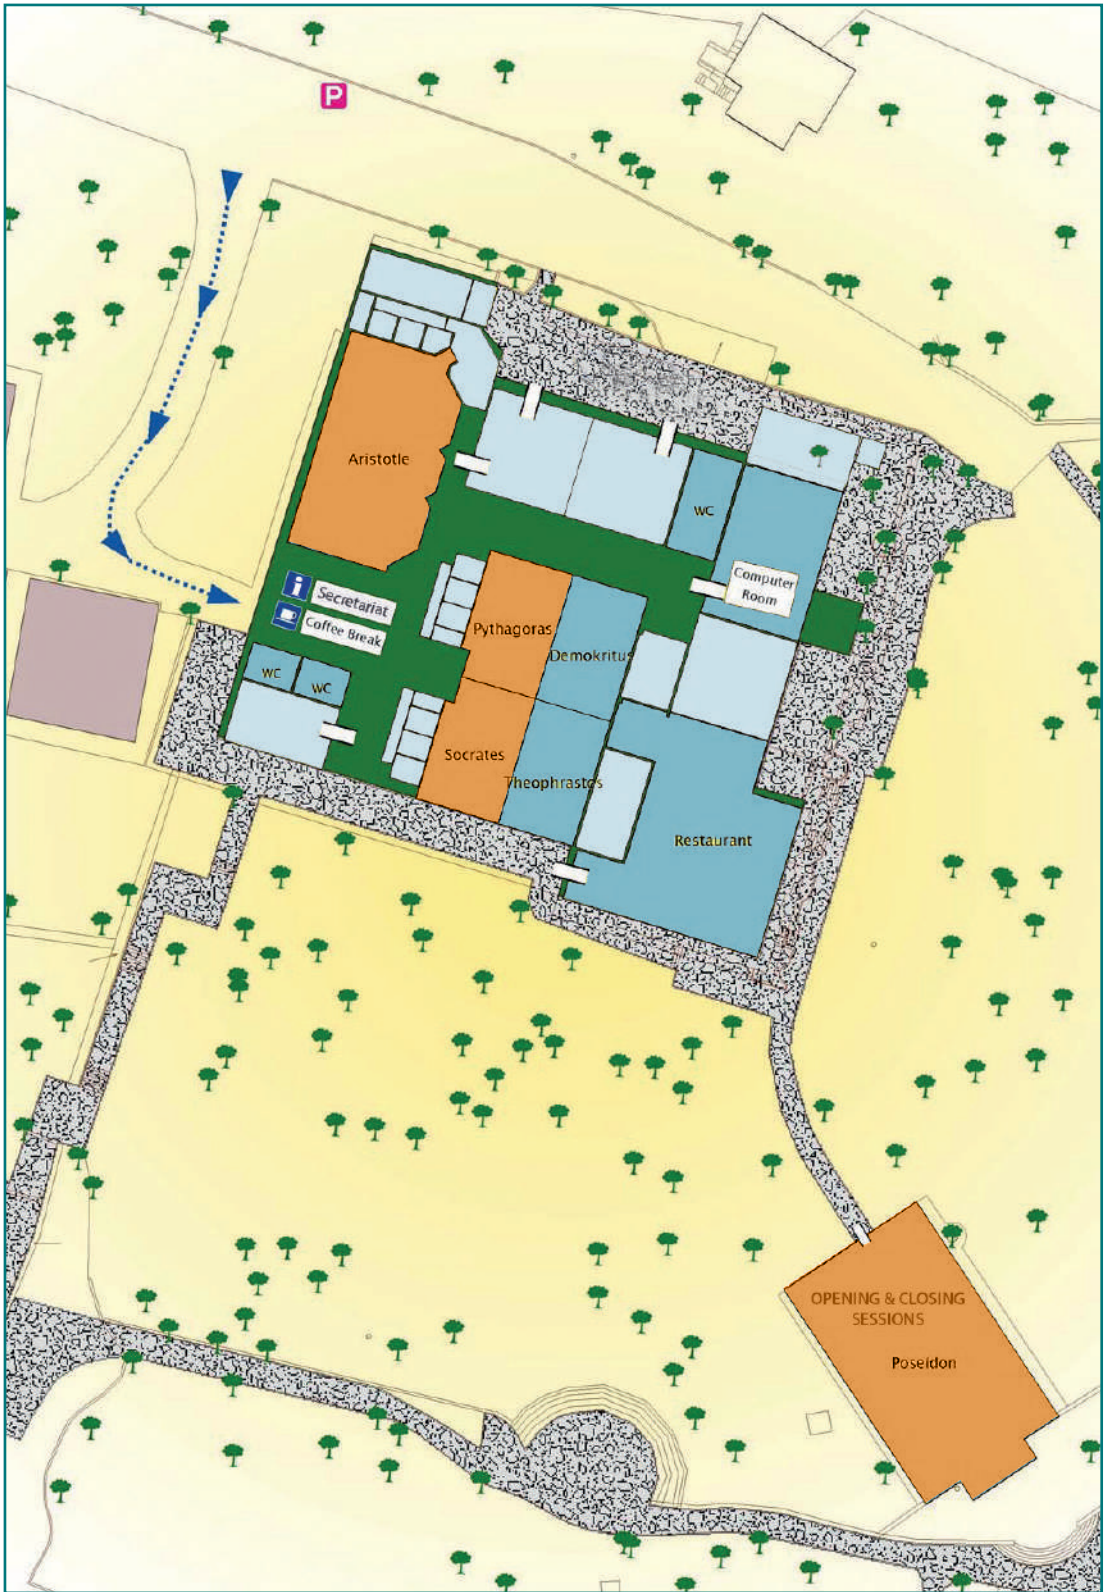 P
Aristotle
WC
Computer
Room
i
Secretariat
Coffee Break
Pythagoras
Demokritus
WC
WC
Socrates
Theophrastos
Restaurant
OPENING & CLOSING
SESSIONS
Poseidon